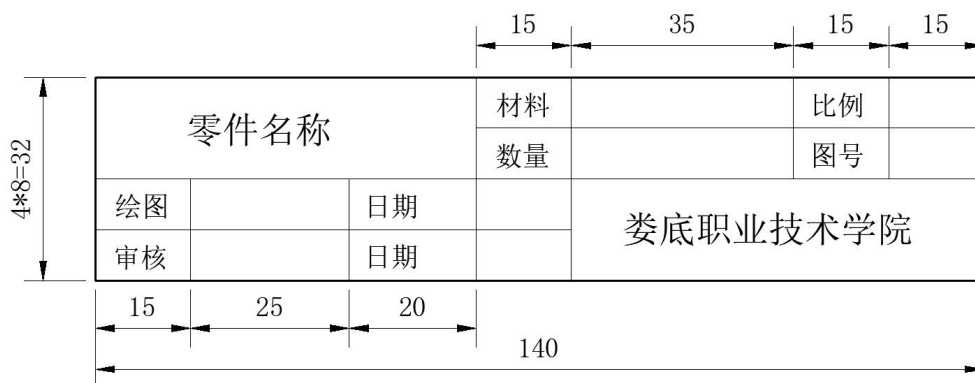 15 35 15 15
材料 比例
零件名称
数量 图号
4*8=32
绘图 日期
娄底职业技术学院
审核 日期
15 25 20
140